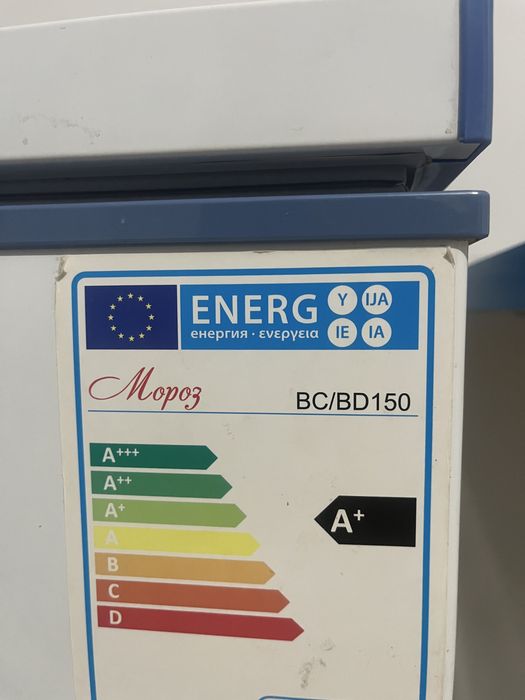 ENERG Y IJA
енергия · ενεργεια IE IA
Мороз BC/BD150
A+++
A++
A+
A
B
C
D
A+